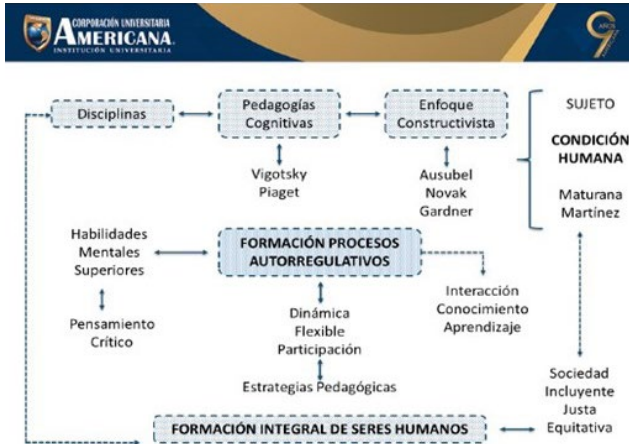 CORPORACIÓN UNIVERSITARIA
AMERICANA
INSTITUCIÓN UNIVERSITARIA
AÑOS
Disciplinas
Pedagogías
Cognitivas
Enfoque
Constructivista
SUJETO
CONDICIÓN
HUMANA
Maturana
Martínez
Vigotsky
Piaget
Ausubel
Novak
Gardner
Habilidades
Mentales
Superiores
FORMACIÓN PROCESOS
AUTORREGULATIVOS
Interacción
Conocimiento
Aprendizaje
Pensamiento
Crítico
Dinámica
Flexible
Participación
Estrategias Pedagógicas
Sociedad
Incluyente
Justa
Equitativa
FORMACIÓN INTEGRAL DE SERES HUMANOS